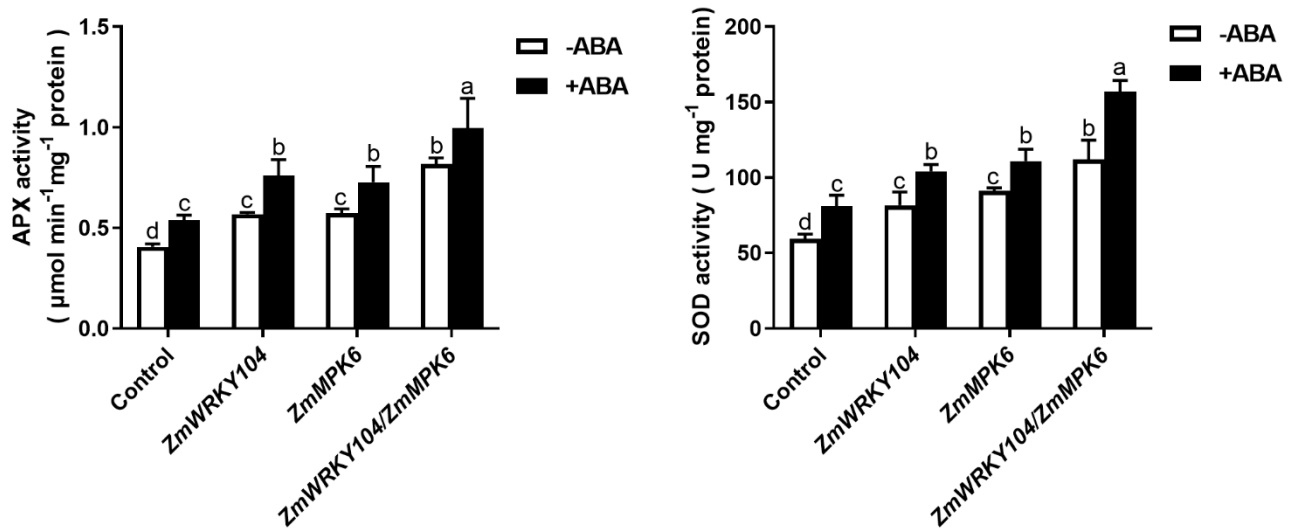 APX activity
( µmol min⁻¹mg⁻¹ protein )
1.5
1.0
0.5
0.0
d
c
c
b
c
b
b
a
-ABA
+ABA
Control
ZmWRKY104
ZmMPK6
ZmWRKY104/ZmMPK6
SOD activity ( U mg⁻¹ protein)
200
150
100
50
0
d
c
c
b
c
b
b
a
-ABA
+ABA
Control
ZmWRKY104
ZmMPK6
ZmWRKY104/ZmMPK6